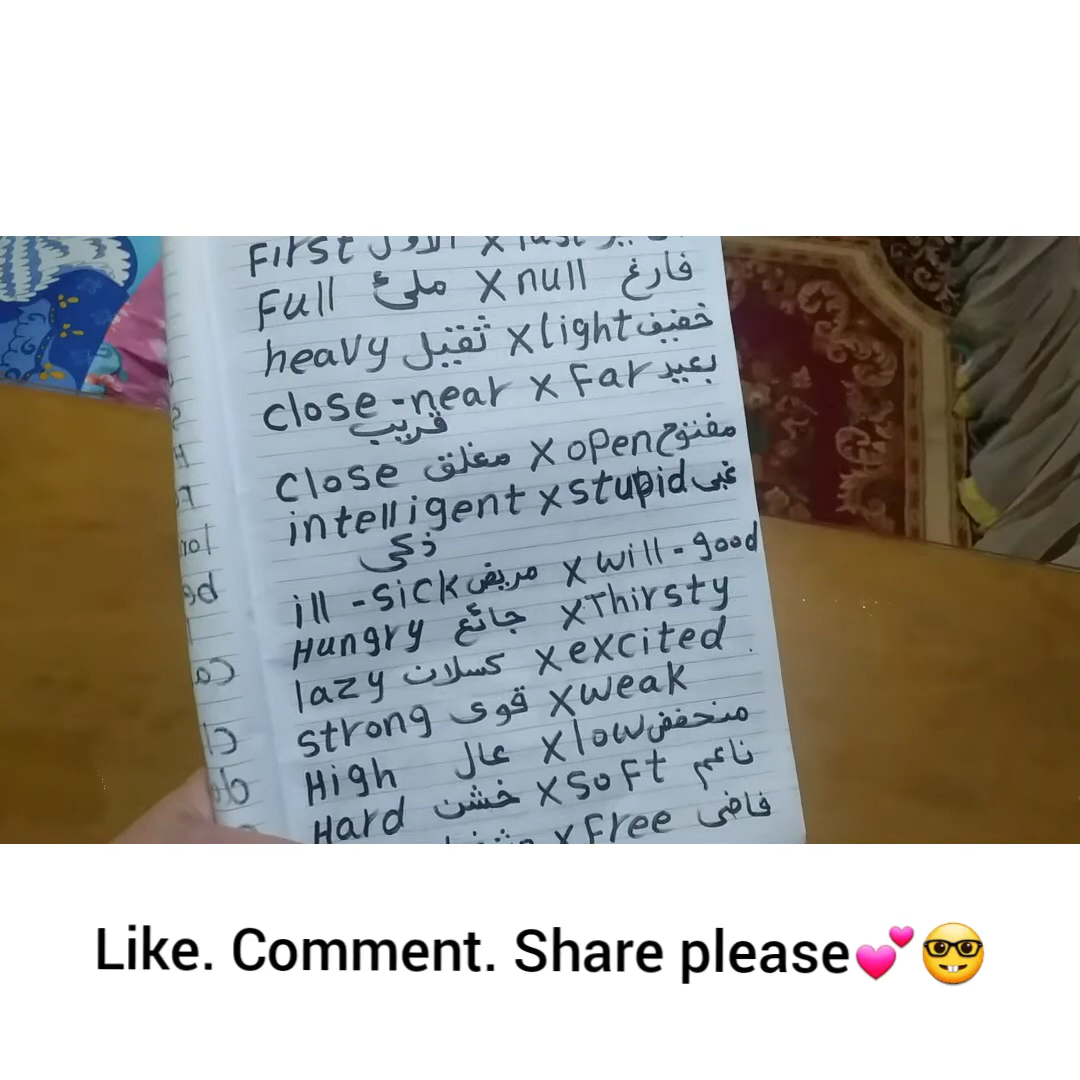 First الاول X last
Full ملئ X null فارغ
heavy ثقيل X light خفيف
close - near X Far بعيد
قريب
close مغلق X open مفتوح
intelligent X stupid غبى
ذكى
ill - sick مريض X will - good
Hungry جائع X Thirsty
lazy كسلان X excited
strong قوى X weak
High عال X low منخفض
Hard خشن X Soft ناعم
X Free فاضى
Like. Comment. Share please💕🤓